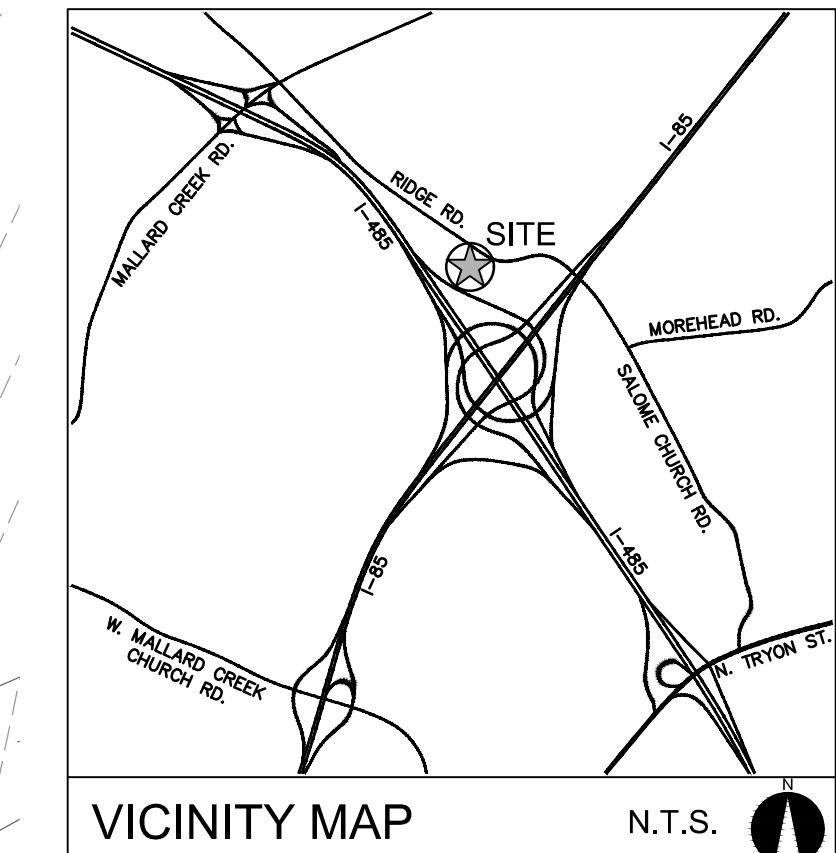 I-85
MALLARD CREEK RD.
RIDGE RD.
I-485
SITE
MOREHEAD RD.
SALOME CHURCH RD.
I-485
I-85
W. MALLARD CREEK
CHURCH RD.
N. TRYON ST.
VICINITY MAP
N.T.S.
N